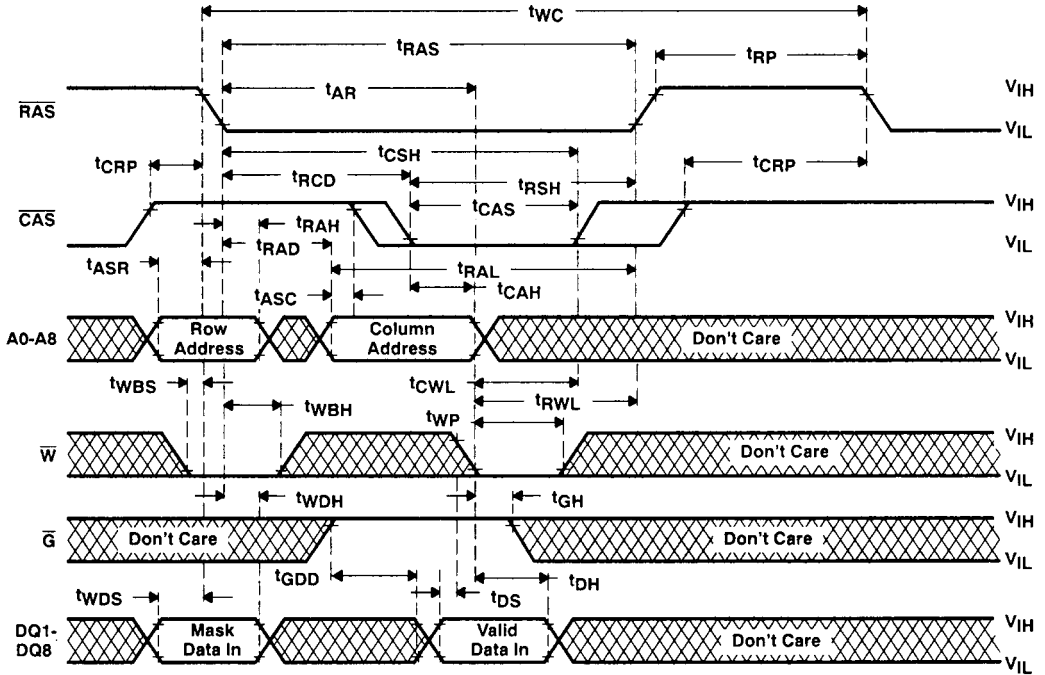 tWC
tRAS
tRP
tAR
RAS
VIH
VIL
tCRP
tCSH
tCRP
tRCD
tRSH
CAS
tCAS
VIH
VIL
tRAH
tRAD
tASR
tRAL
tASC
tCAH
A0-A8
Row
Address
Column
Address
Don't Care
VIH
VIL
tWBS
tWBH
tCWL
tRWL
tWP
W
Don't Care
VIH
VIL
tWDH
tGH
G
Don't Care
Don't Care
VIH
VIL
tGDD
tDS
tDH
tWDS
DQ1-
DQ8
Mask
Data In
Valid
Data In
Don't Care
VIH
VIL